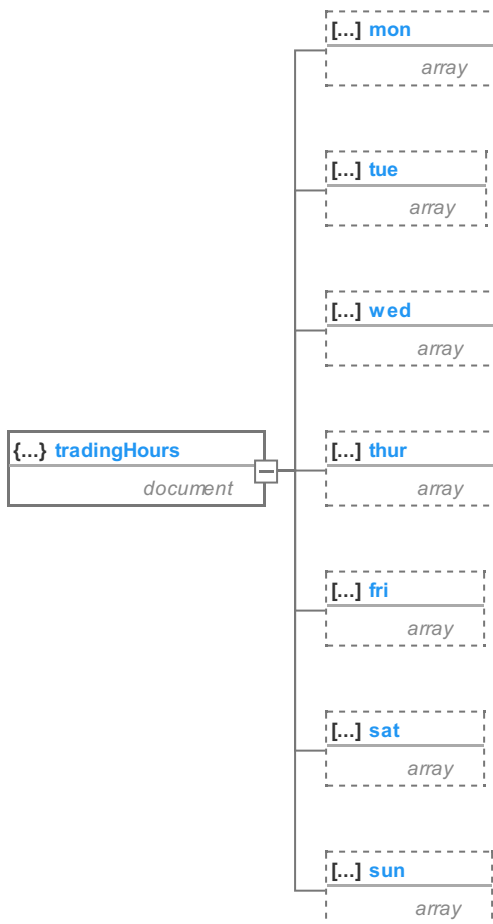 [...] mon
array
[...] tue
array
[...] wed
array
{...} tradingHours
document
[...] thur
array
[...] fri
array
[...] sat
array
[...] sun
array